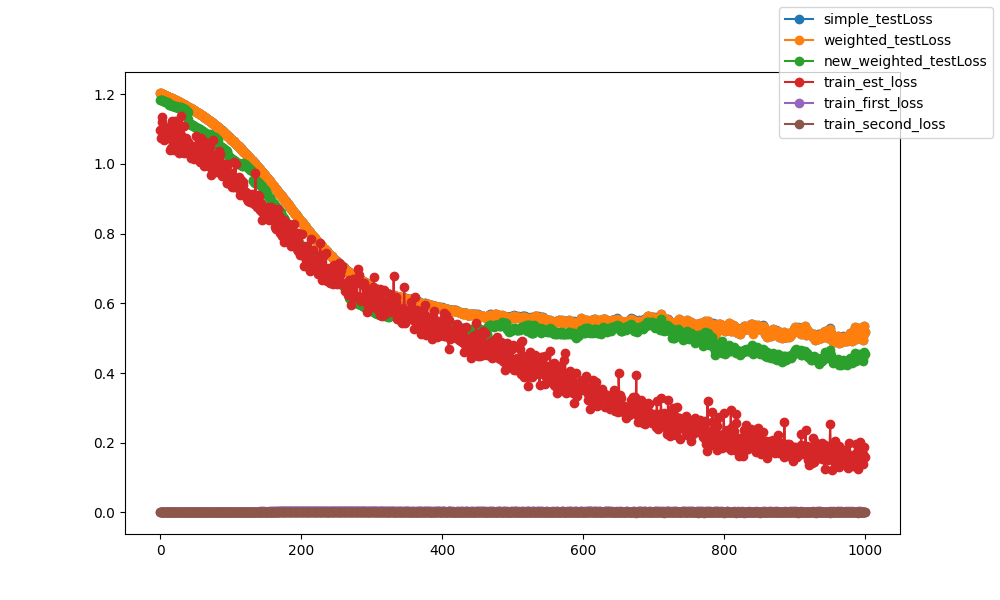 simple_testLoss
weighted_testLoss
new_weighted_testLoss
train_est_loss
train_first_loss
train_second_loss
1.2
1.0
0.8
0.6
0.4
0.2
0.0
0 200 400 600 800 1000